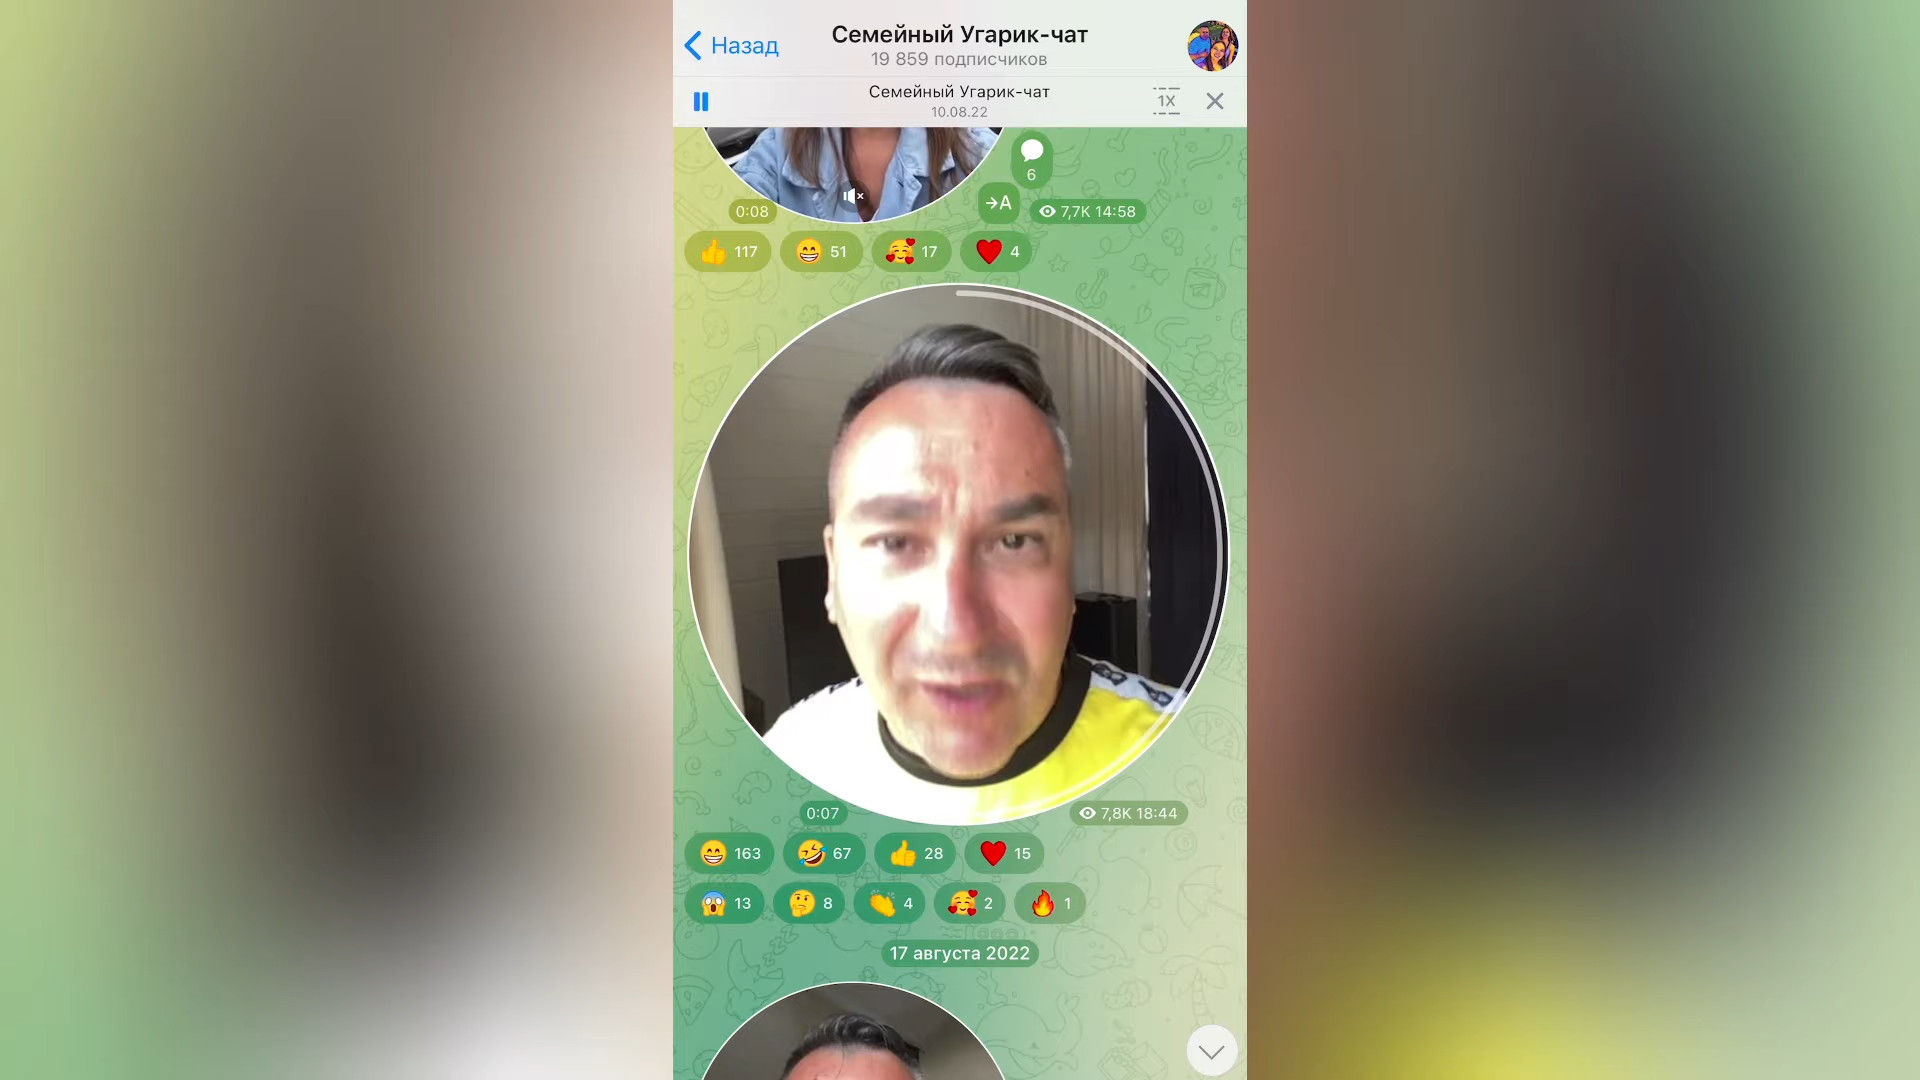 Назад
Семейный Угарик-чат
19 859 подписчиков
Семейный Угарик-чат
10.08.22
1X
6
→A
0:08
7,7K 14:58
117
51
17
4
0:07
7,8K 18:44
163
67
28
15
13
8
4
2
1
17 августа 2022